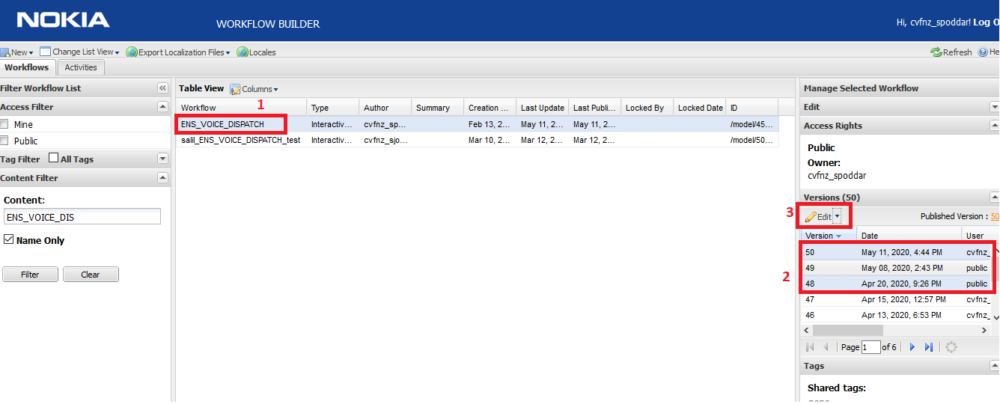 NOKIA
WORKFLOW BUILDER
Hi, cvfnz_spoddar! Log O
New
Change List View
Export Localization Files
Locales
Refresh
He
Workflows
Activities
Filter Workflow List
Access Filter
Mine
Public
Tag Filter
All Tags
Content Filter
Content:
ENS_VOICE_DIS
Name Only
Filter
Clear
Table View
Columns
1
Workflow Type Author Summary Creation ... Last Update Last Publi... Locked By Locked Date ID
ENS_VOICE_DISPATCH Interactiv... cvfnz_sp... Feb 13, 2... May 11, 2... May 11, 2... /model/45...
salil_ENS_VOICE_DISPATCH_test Interactiv... cvfnz_sjo... Mar 10, 2... Mar 12, 2... Mar 12, 2... /model/50...
Manage Selected Workflow
Edit
Access Rights
Public
Owner:
cvfnz_spoddar
Versions (50)
3
Edit
Published Version : 50
Version Date User
2
50 May 11, 2020, 4:44 PM cvfnz_
49 May 08, 2020, 2:43 PM public
48 Apr 20, 2020, 9:26 PM public
47 Apr 15, 2020, 12:57 PM cvfnz_
46 Apr 13, 2020, 6:53 PM cvfnz_
Page 1 of 6
Tags
Shared tags: